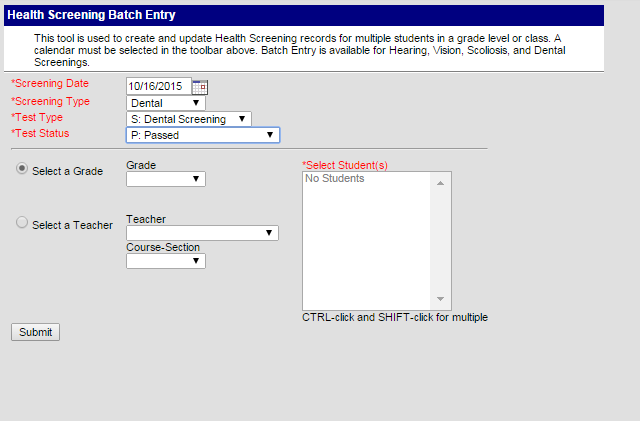 Health Screening Batch Entry
This tool is used to create and update Health Screening records for multiple students in a grade level or class. A
calendar must be selected in the toolbar above. Batch Entry is available for Hearing, Vision, Scoliosis, and Dental
Screenings.
*Screening Date 10/16/2015
*Screening Type Dental
*Test Type S: Dental Screening
*Test Status P: Passed
Select a Grade Grade
*Select Student(s)
No Students
Select a Teacher Teacher
Course-Section
CTRL-click and SHIFT-click for multiple
Submit